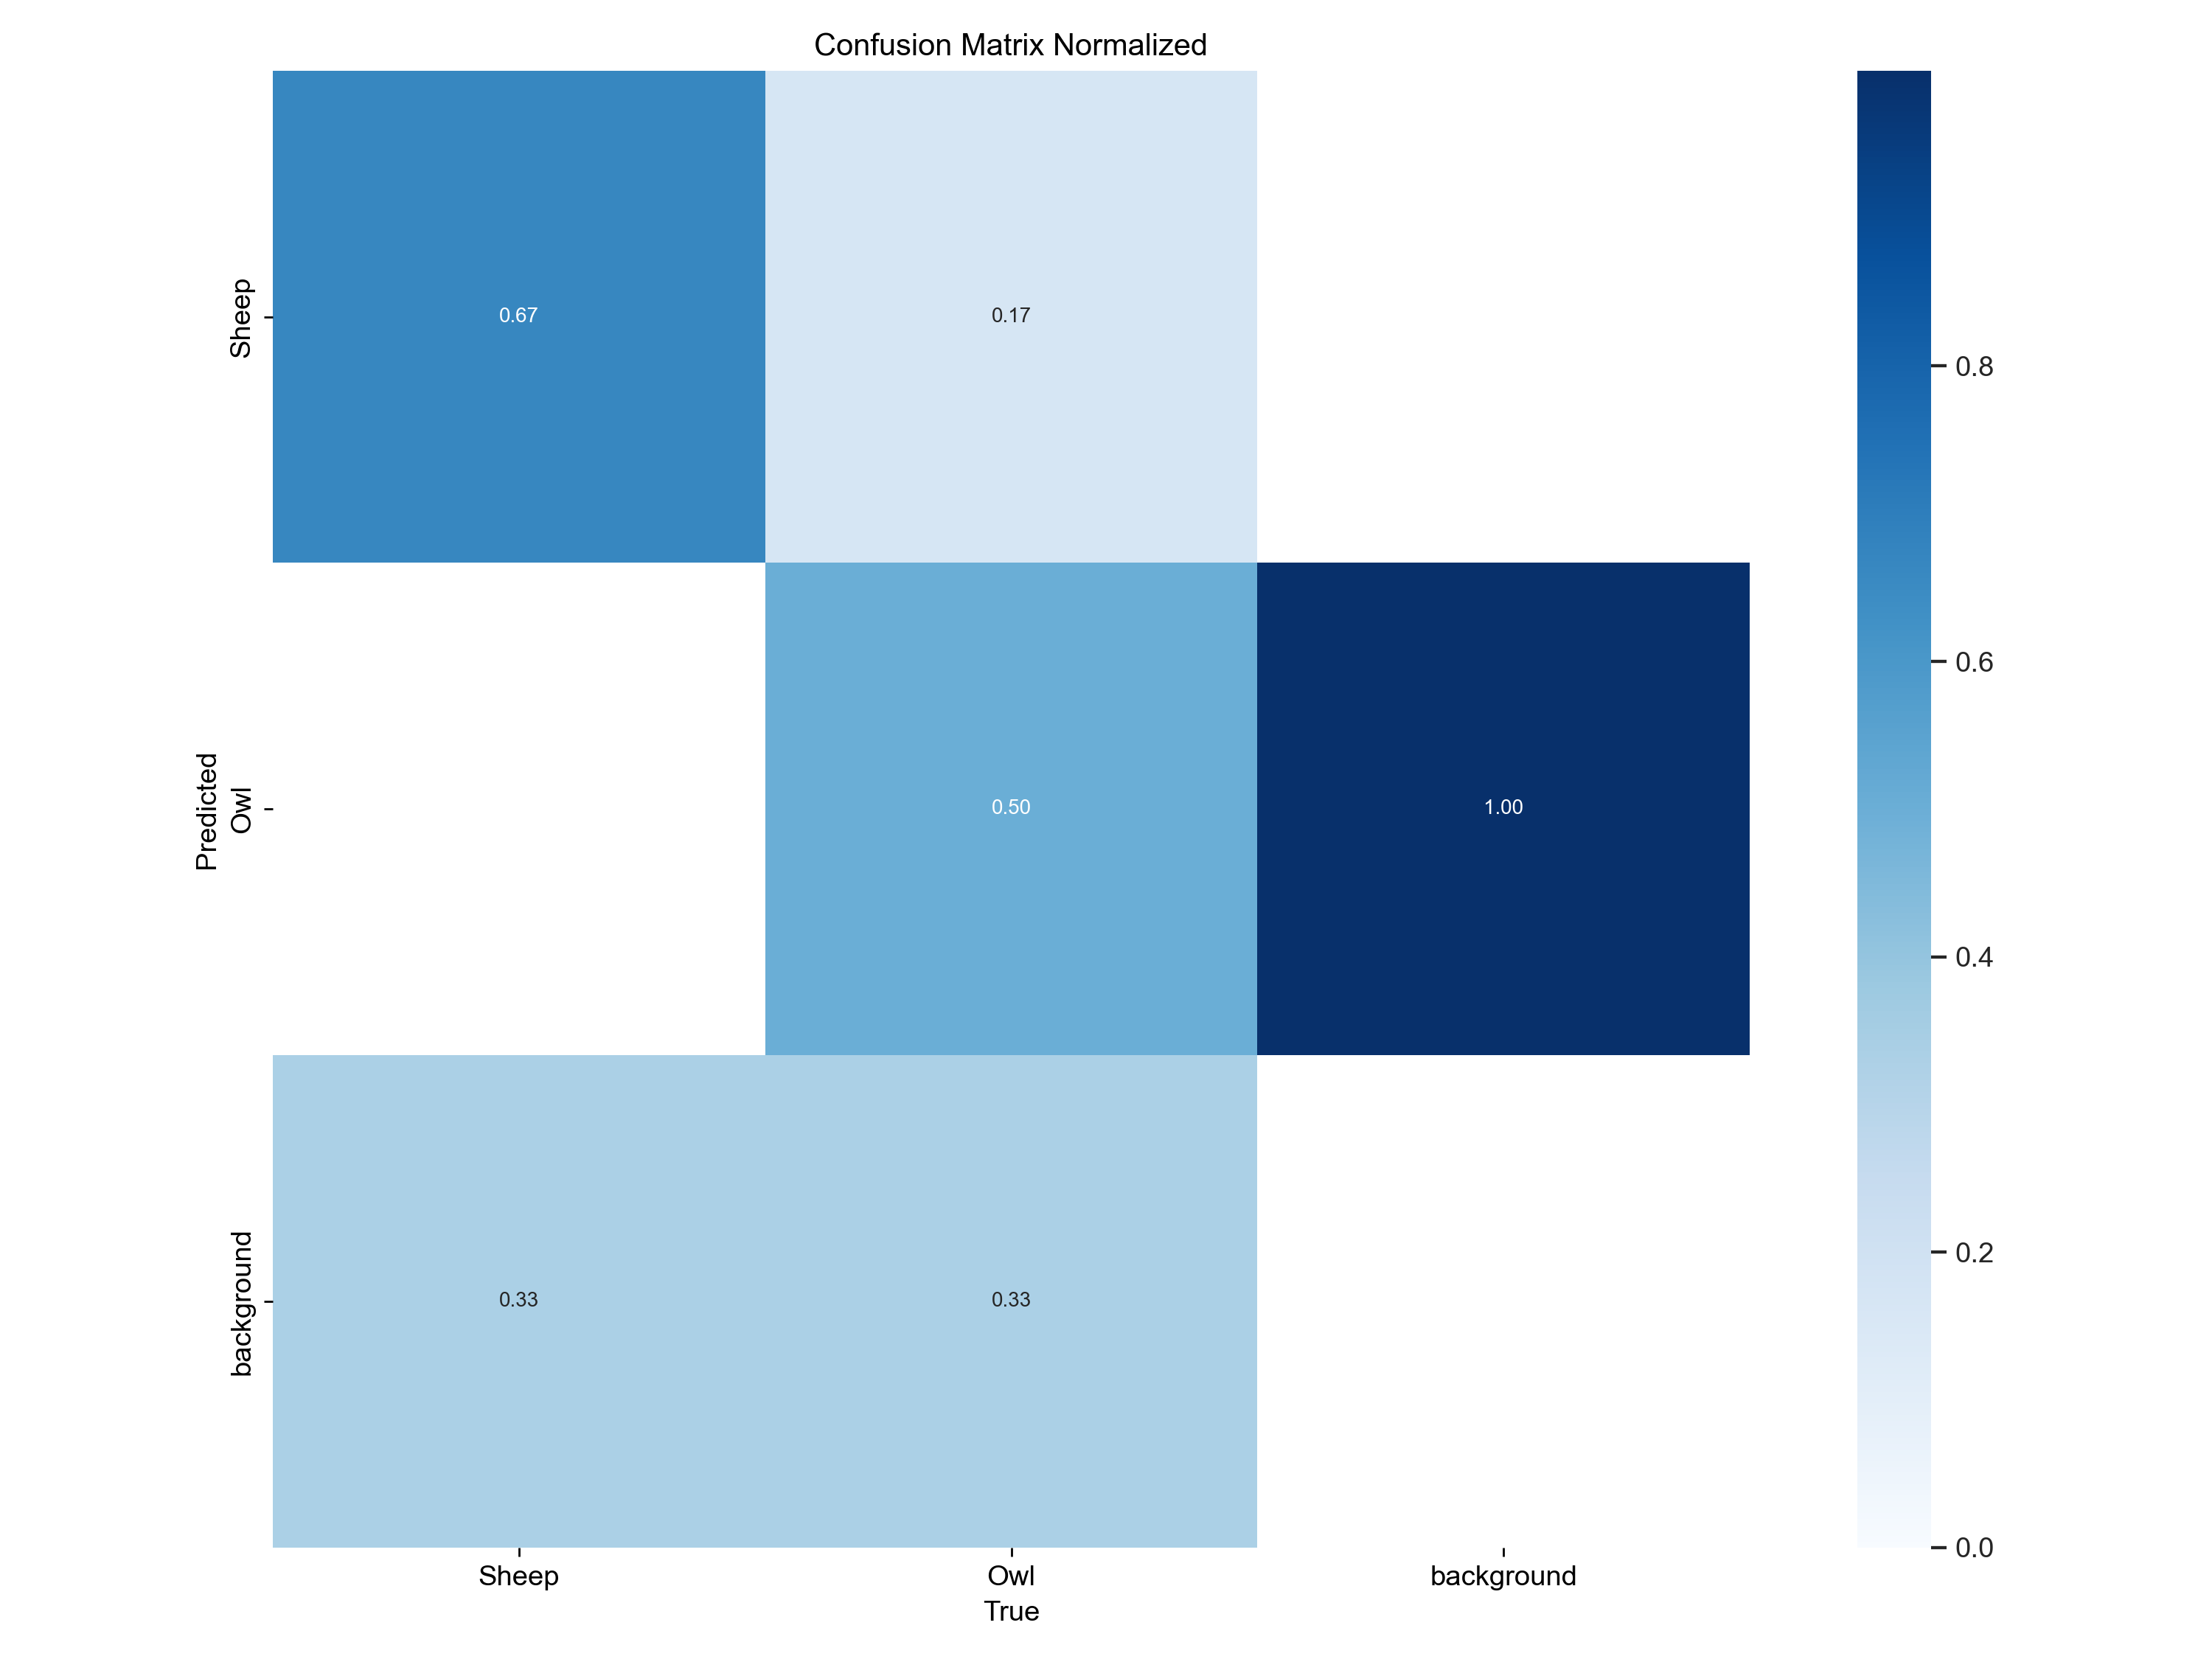 Confusion Matrix Normalized
Sheep
0.67
0.17
0.8
0.6
Predicted
Owl
0.50
1.00
0.4
0.2
background
0.33
0.33
0.0
Sheep
Owl
background
True